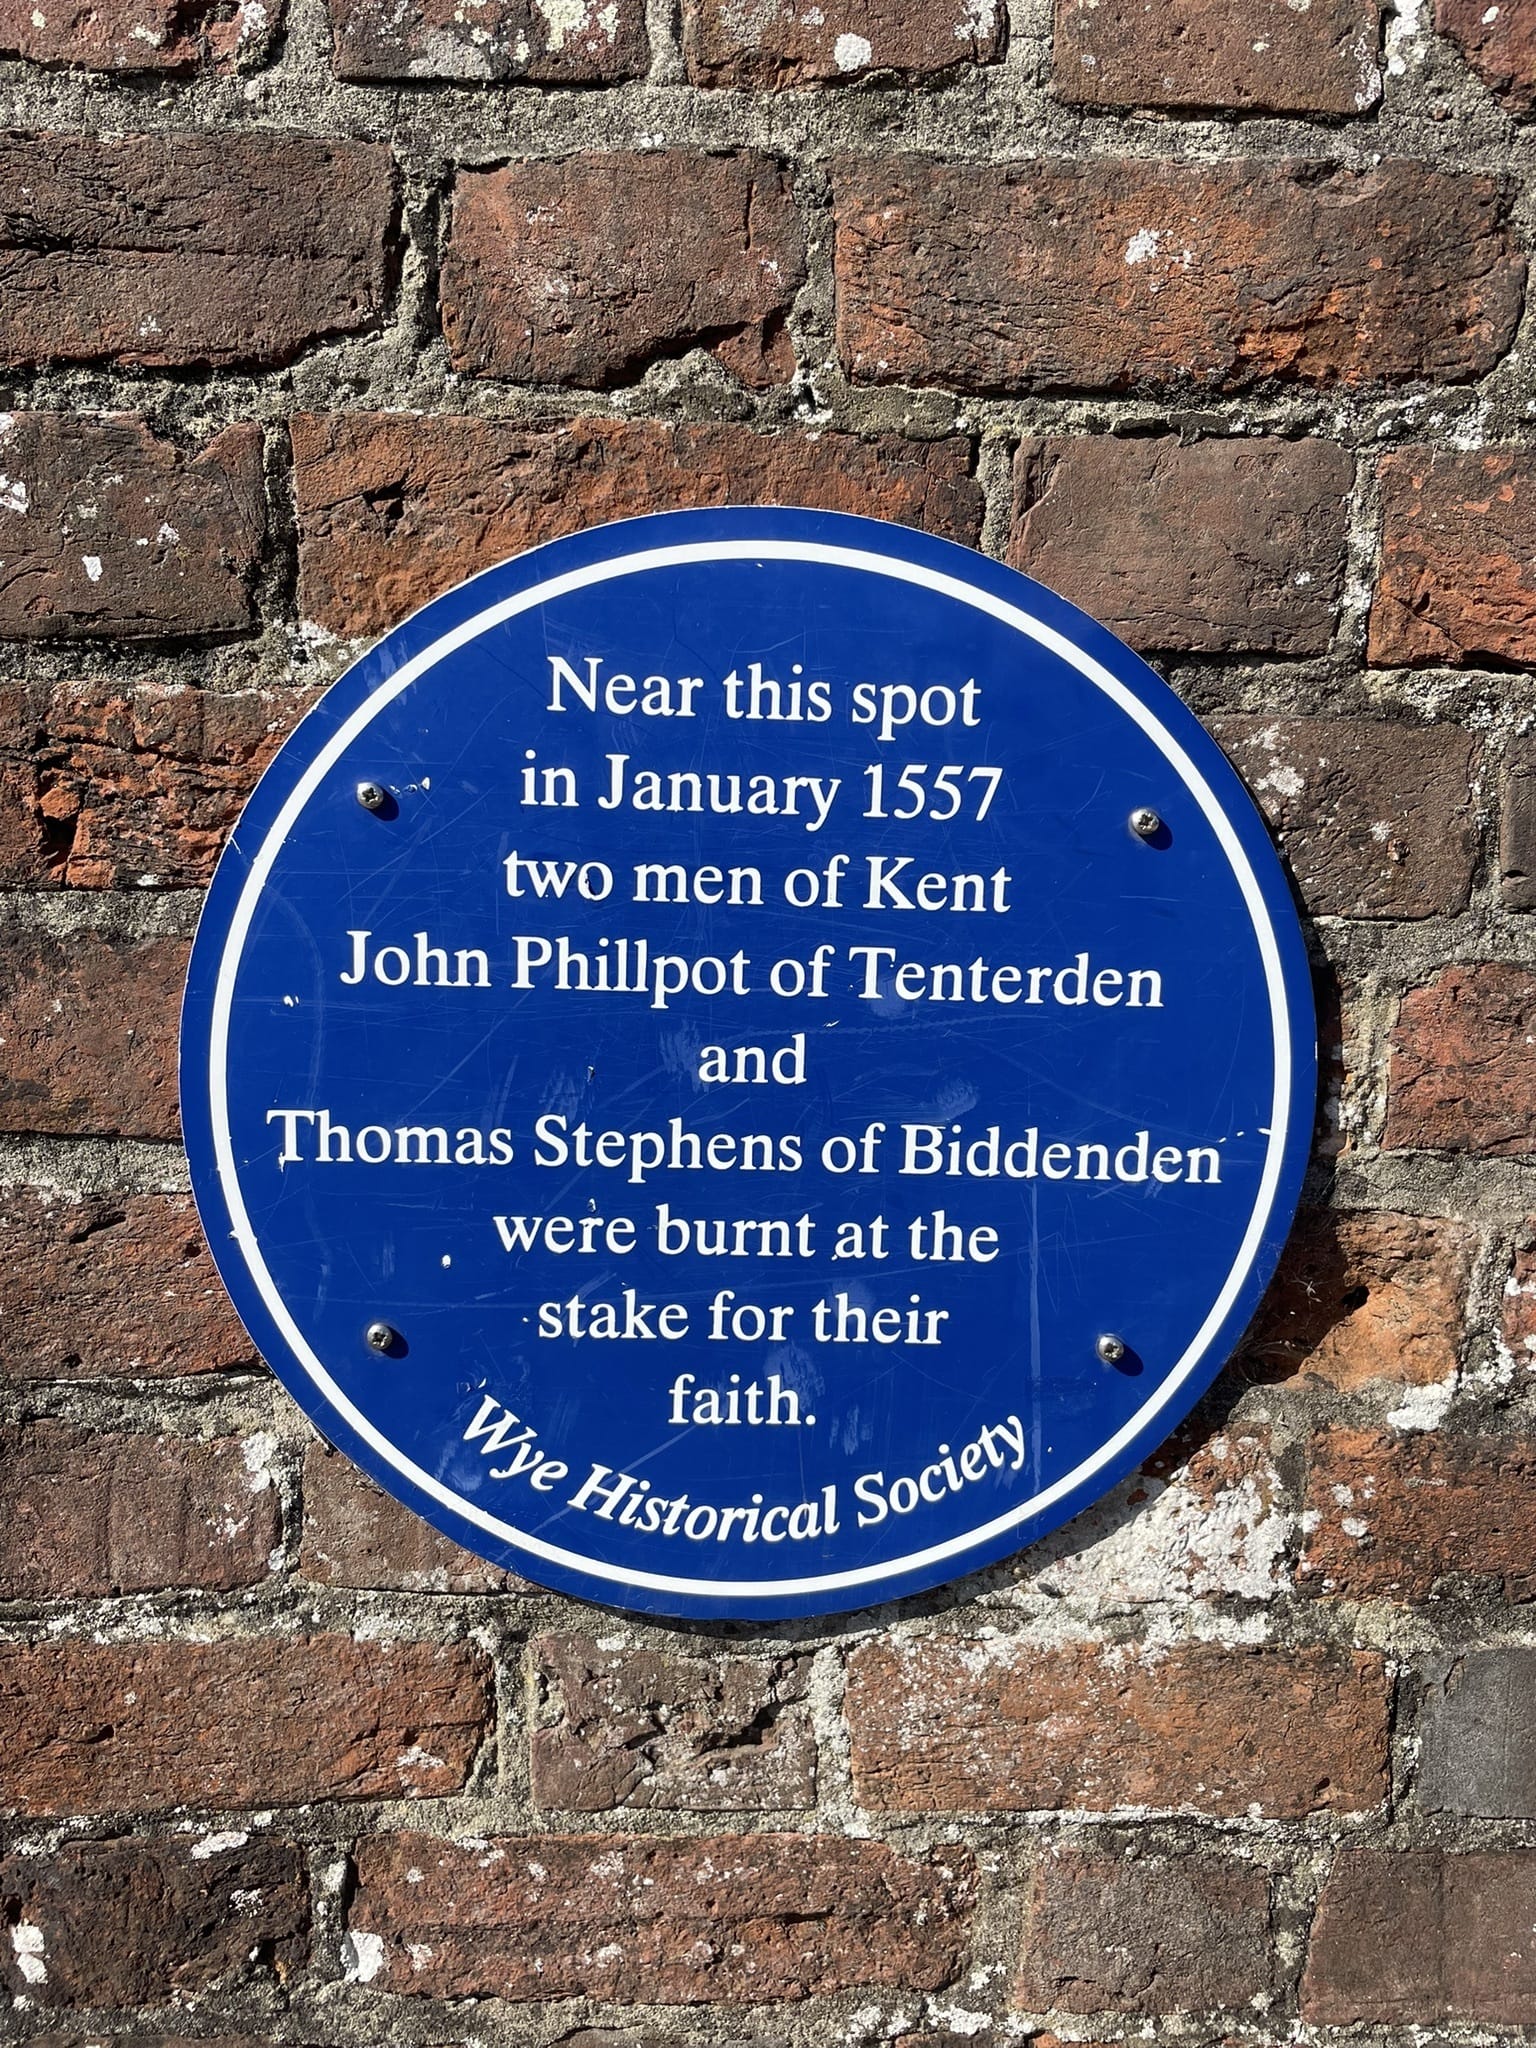 Near this spot
in January 1557
two men of Kent
John Phillpot of Tenterden
and
Thomas Stephens of Biddenden
were burnt at the
stake for their
faith.
Wye Historical Society